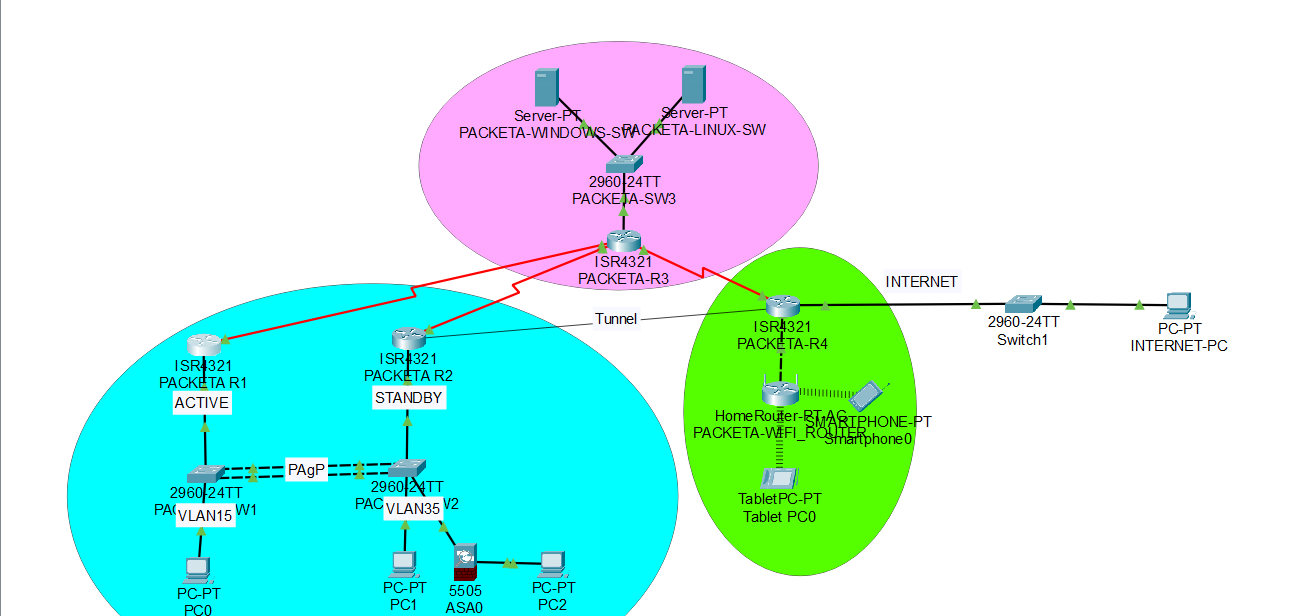 Server-PT
PACKETA-WINDOWS-SW
Server-PT
PACKETA-LINUX-SW
2960-24TT
PACKETA-SW3
ISR4321
PACKETA-R3
INTERNET
2960-24TT
Switch1
PC-PT
INTERNET-PC
Tunnel
ISR4321
PACKETA-R4
ISR4321
PACKETA R1
ACTIVE
ISR4321
PACKETA R2
STANDBY
HomeRouter-PT-AC
PACKETA-WIFI_ROUTER
SMARTPHONE-PT
Smartphone0
PAgP
2960-24TT
VLAN15
2960-24TT
VLAN35
TabletPC-PT
Tablet PC0
PC-PT
PC0
PC-PT
PC1
5505
ASA0
PC-PT
PC2